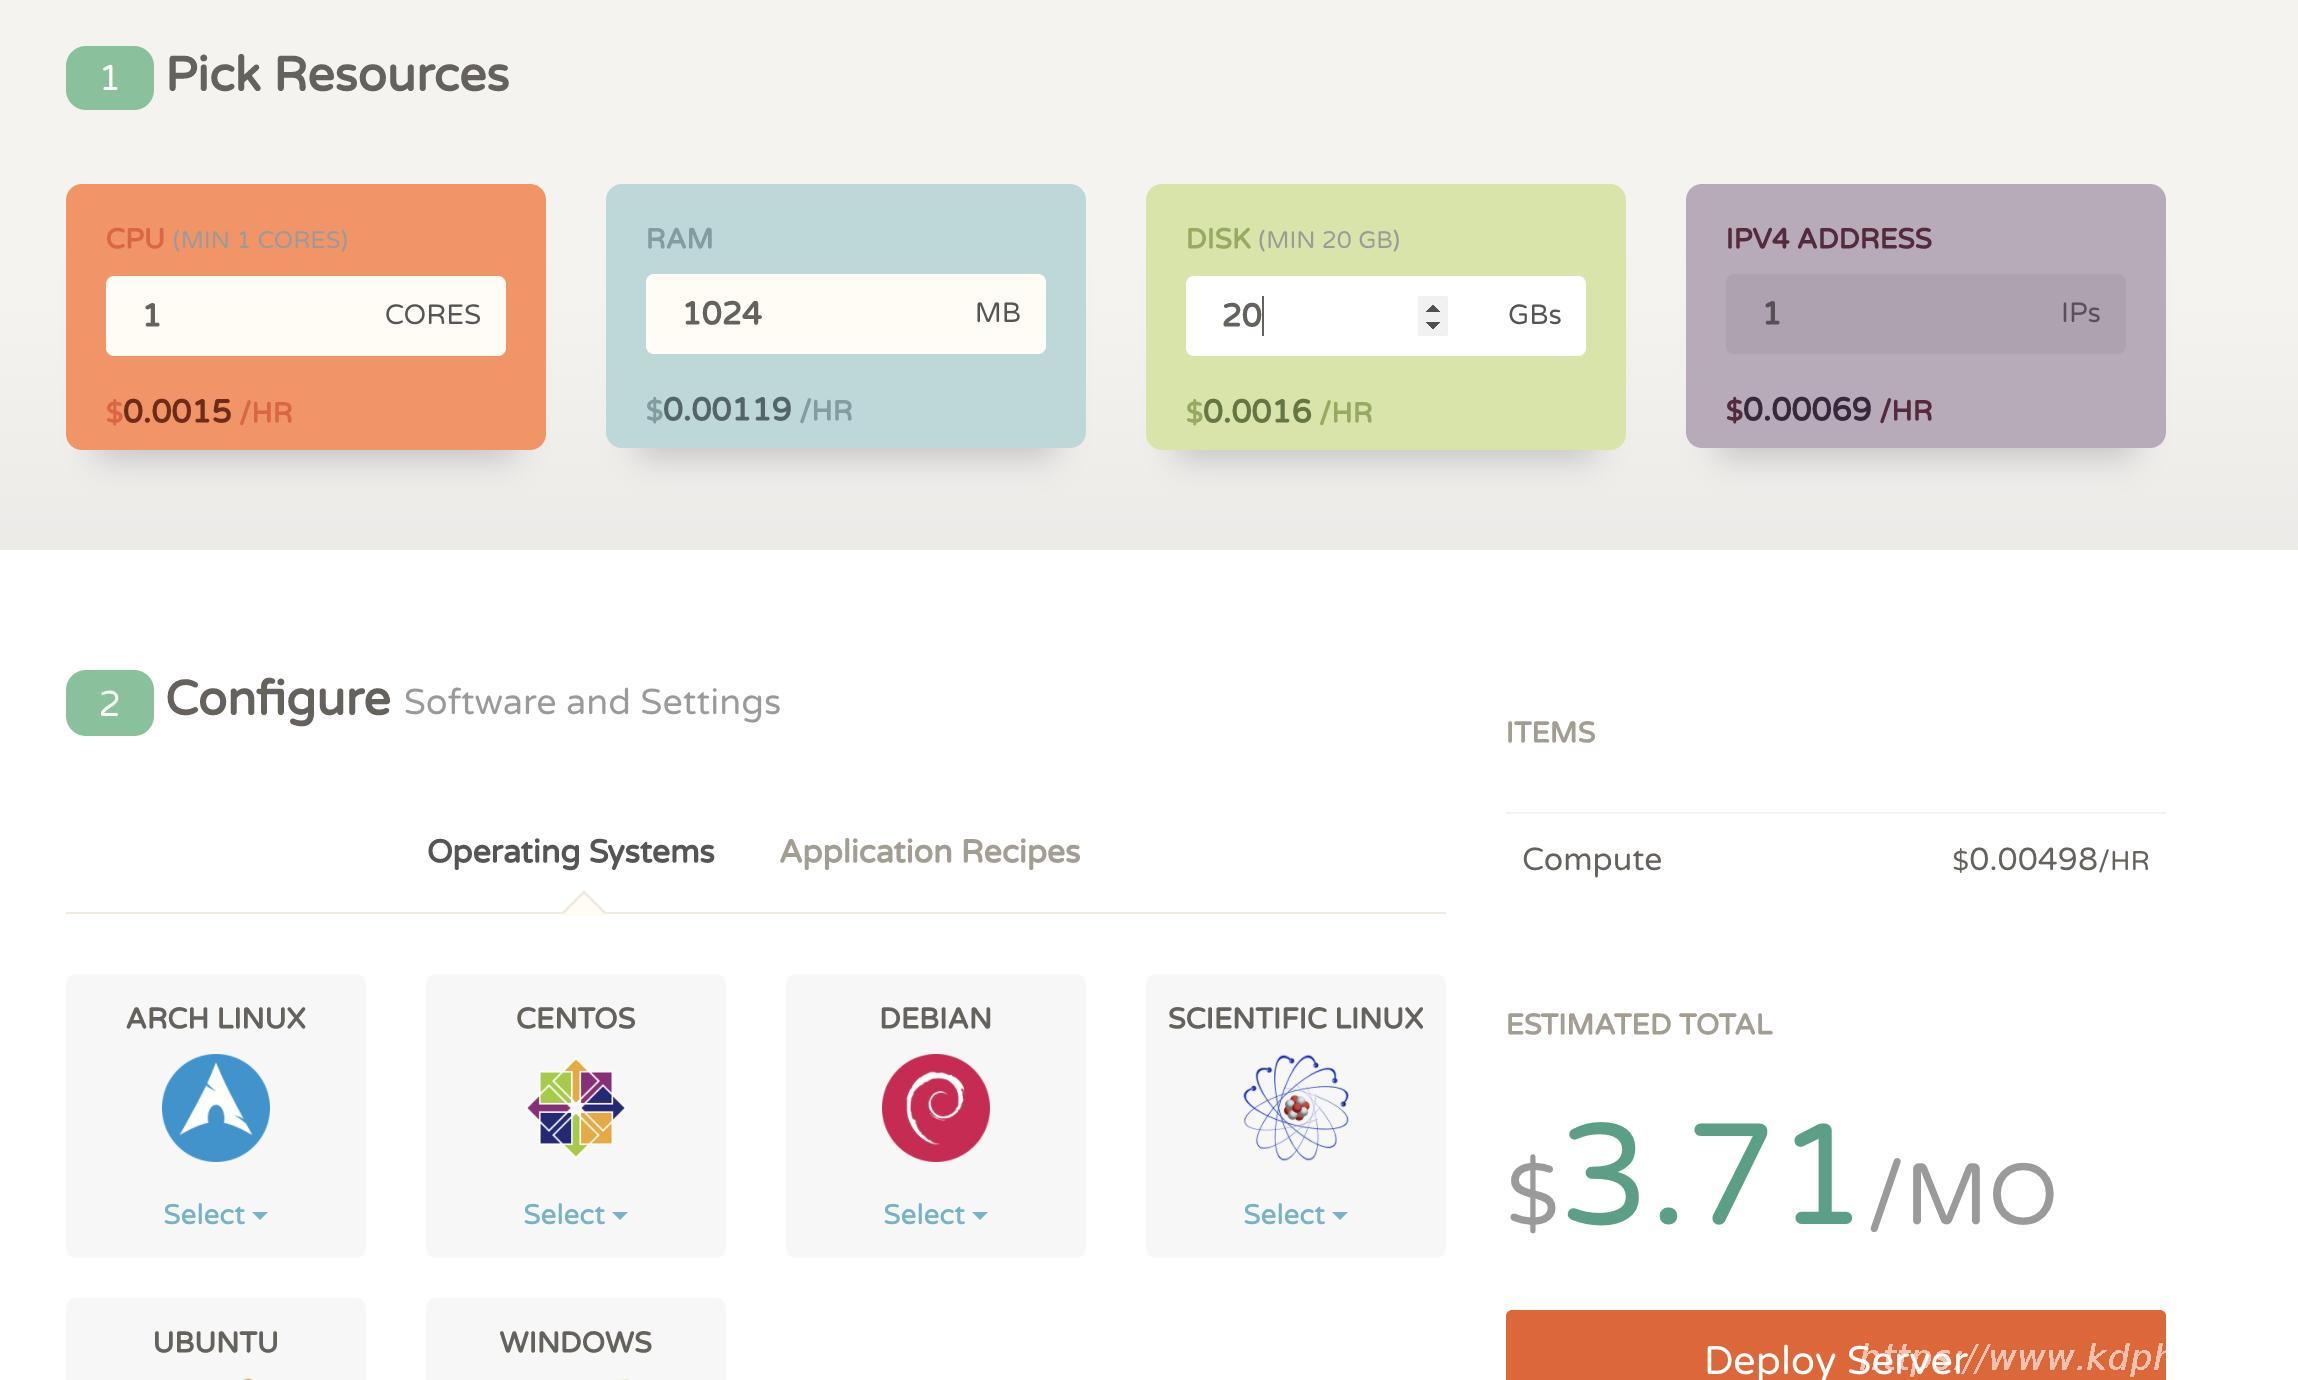 1 Pick Resources
CPU (MIN 1 CORES)
1 CORES
$0.0015 /HR
RAM
1024 MB
$0.00119 /HR
DISK (MIN 20 GB)
20 GBs
$0.0016 /HR
IPV4 ADDRESS
1 IPs
$0.00069 /HR
2 Configure Software and Settings
Operating Systems Application Recipes
ARCH LINUX
Select
CENTOS
Select
DEBIAN
Select
SCIENTIFIC LINUX
Select
UBUNTU
WINDOWS
ITEMS
Compute $0.00498/HR
ESTIMATED TOTAL
$3.71/MO
Deploy Server
https://www.kdph